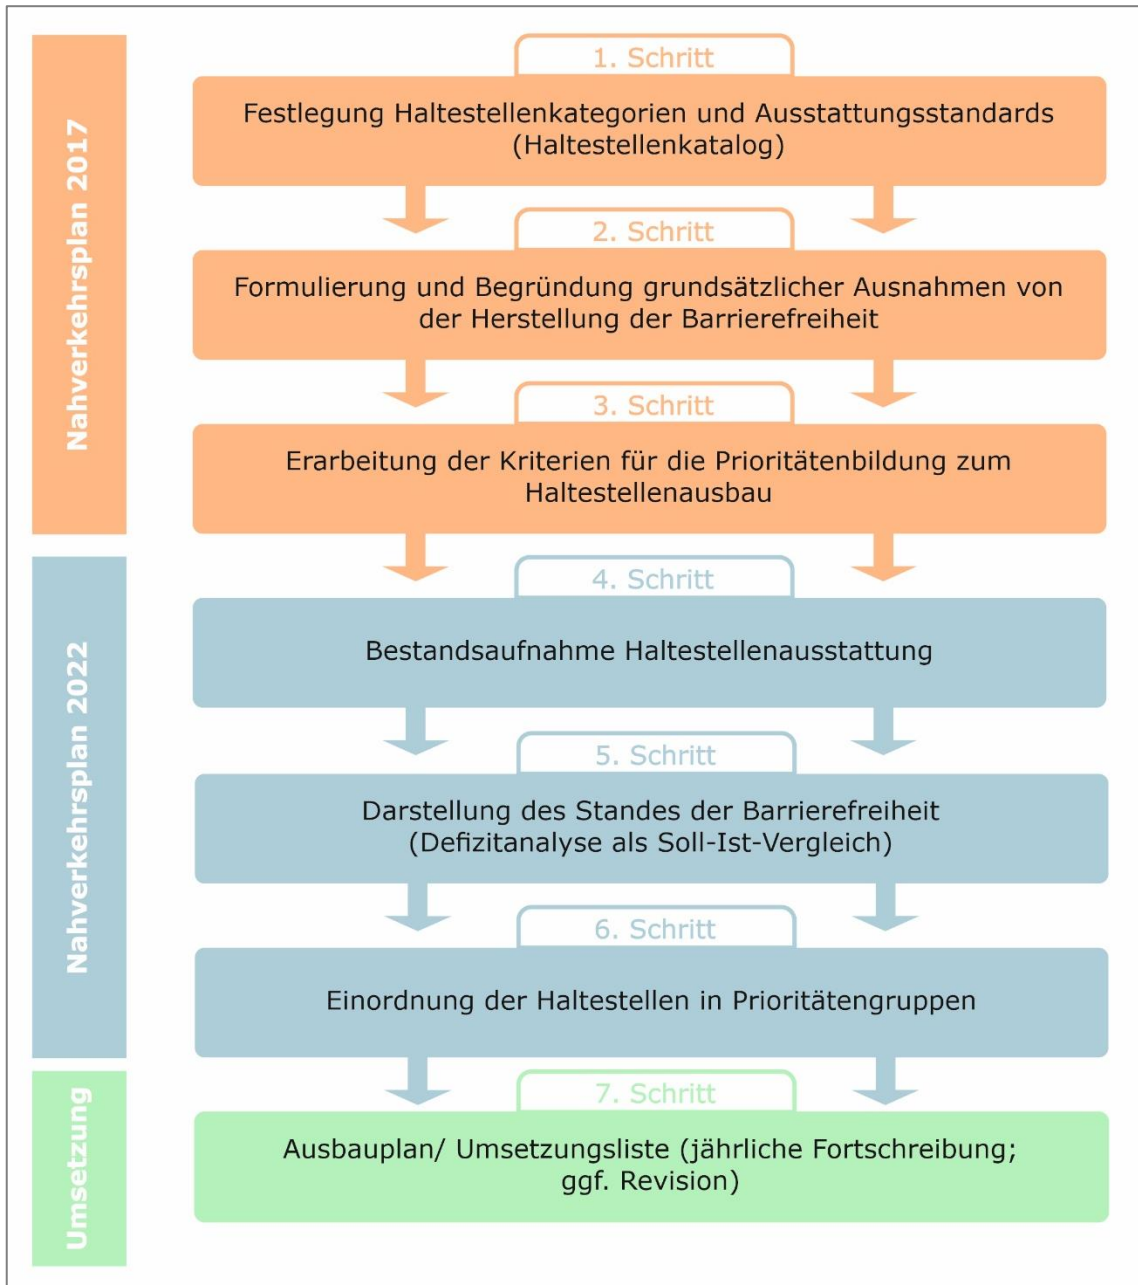 Nahverkehrsplan 2017
1. Schritt
Festlegung Haltestellenkategorien und Ausstattungsstandards
(Haltestellenkatalog)
2. Schritt
Formulierung und Begründung grundsätzlicher Ausnahmen von
der Herstellung der Barrierefreiheit
3. Schritt
Erarbeitung der Kriterien für die Prioritätenbildung zum
Haltestellenausbau
Nahverkehrsplan 2022
4. Schritt
Bestandsaufnahme Haltestellenausstattung
5. Schritt
Darstellung des Standes der Barrierefreiheit
(Defizitanalyse als Soll-Ist-Vergleich)
6. Schritt
Einordnung der Haltestellen in Prioritätengruppen
Umsetzung
7. Schritt
Ausbauplan/ Umsetzungsliste (jährliche Fortschreibung;
ggf. Revision)